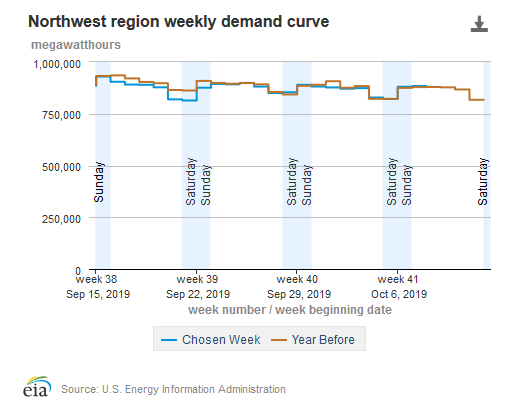 Northwest region weekly demand curve
megawatthours
1,000,000
750,000
500,000
250,000
0
Sunday
Saturday
Sunday
Saturday
Sunday
Saturday
Sunday
Saturday
week 38
Sep 15, 2019
week 39
Sep 22, 2019
week 40
Sep 29, 2019
week 41
Oct 6, 2019
week number / week beginning date
Chosen Week
Year Before
eia
Source: U.S. Energy Information Administration